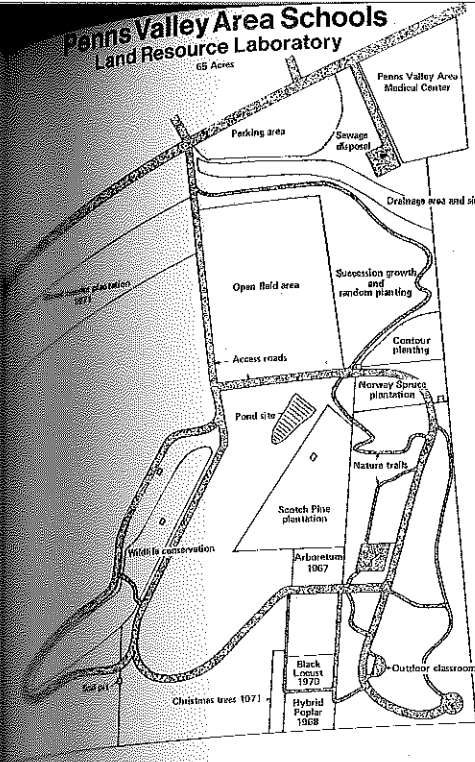 Penns Valley Area Schools
Land Resource Laboratory
65 Acres
Penns Valley Area
Medical Center
Parking area
Sewage
disposal
Drainage area and
plantation
1971
Open field area
Succession growth
and
random planting
Contour
planting
Access roads
Norway Spruce
plantation
Pond site
Nature trails
Scotch Pine
plantation
Wildlife conservation
Arboretum
1967
Black
Locust
1970
Outdoor classroom
Soil pit
Christmas trees 1971
Hybrid
Poplar
1968